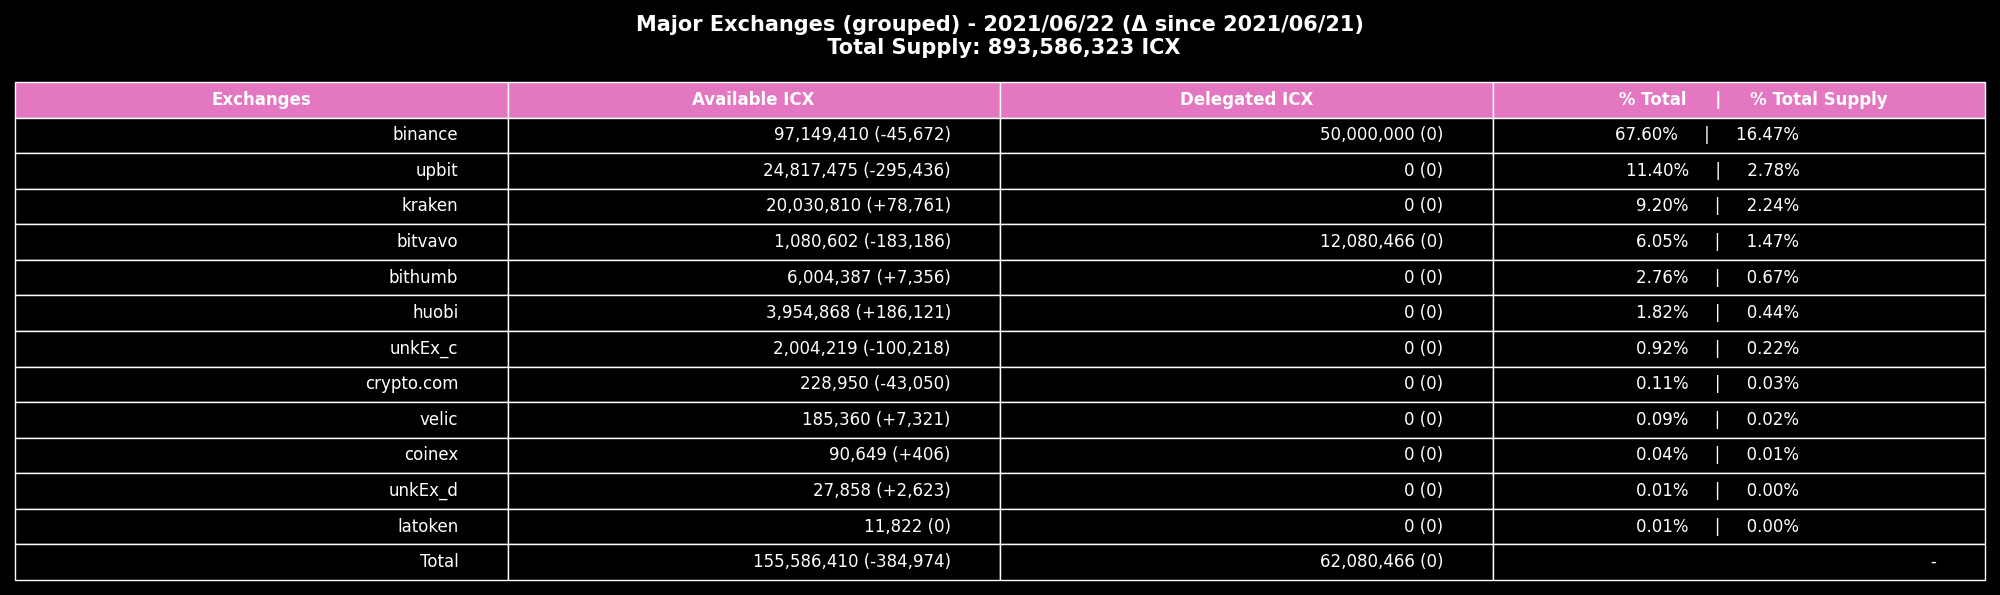 Major Exchanges (grouped) - 2021/06/22 (Δ since 2021/06/21)
Total Supply: 893,586,323 ICX
Exchanges Available ICX Delegated ICX % Total | % Total Supply
binance 97,149,410 (-45,672) 50,000,000 (0) 67.60% | 16.47%
upbit 24,817,475 (-295,436) 0 (0) 11.40% | 2.78%
kraken 20,030,810 (+78,761) 0 (0) 9.20% | 2.24%
bitvavo 1,080,602 (-183,186) 12,080,466 (0) 6.05% | 1.47%
bithumb 6,004,387 (+7,356) 0 (0) 2.76% | 0.67%
huobi 3,954,868 (+186,121) 0 (0) 1.82% | 0.44%
unkEx_c 2,004,219 (-100,218) 0 (0) 0.92% | 0.22%
crypto.com 228,950 (-43,050) 0 (0) 0.11% | 0.03%
velic 185,360 (+7,321) 0 (0) 0.09% | 0.02%
coinex 90,649 (+406) 0 (0) 0.04% | 0.01%
unkEx_d 27,858 (+2,623) 0 (0) 0.01% | 0.00%
latoken 11,822 (0) 0 (0) 0.01% | 0.00%
Total 155,586,410 (-384,974) 62,080,466 (0) -